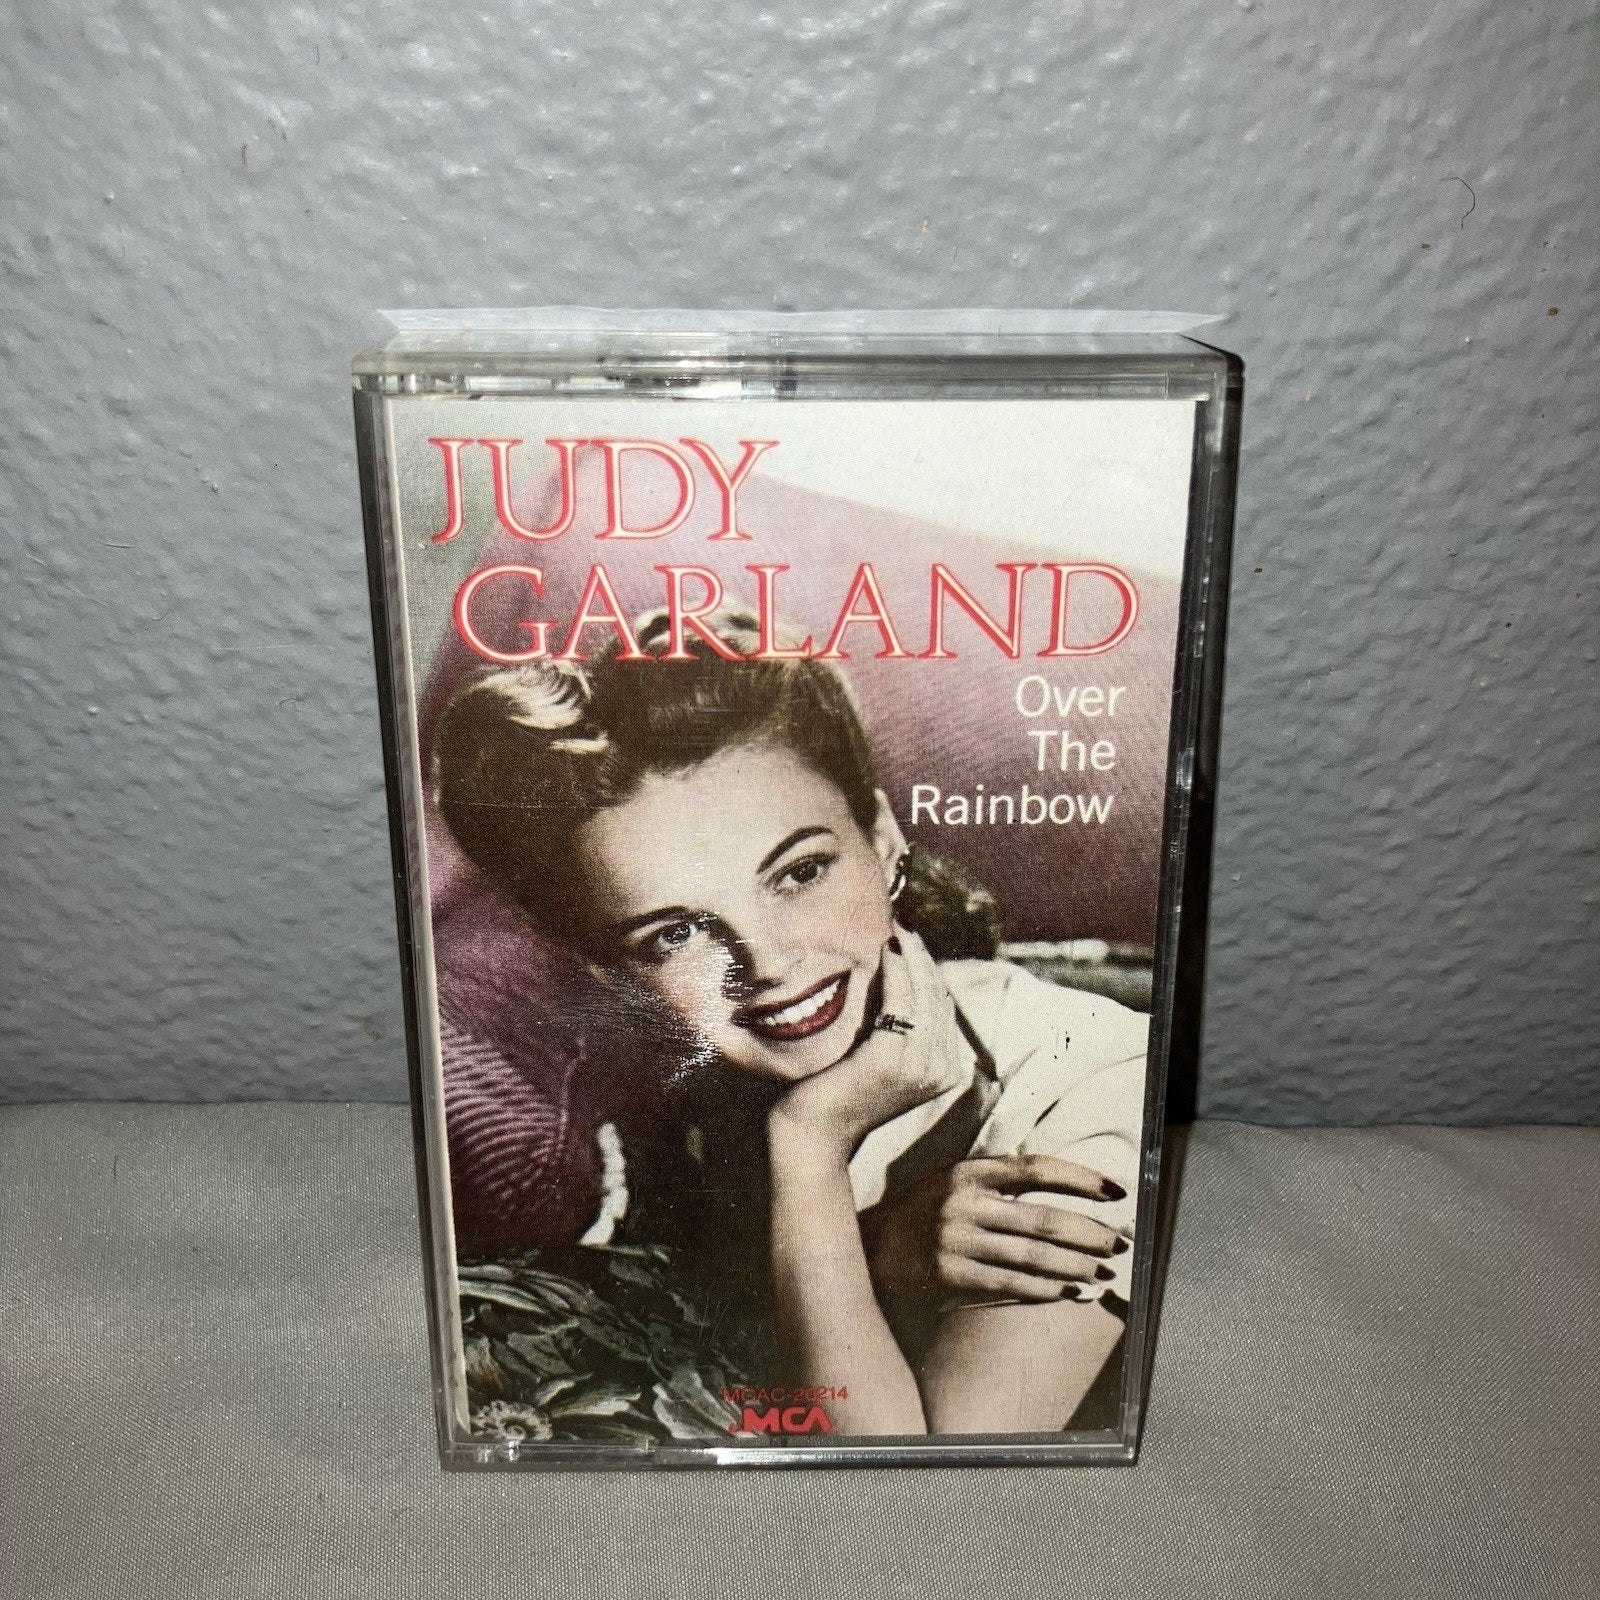 JUDY
GARLAND
Over
The
Rainbow
MCAC-20214
MCA